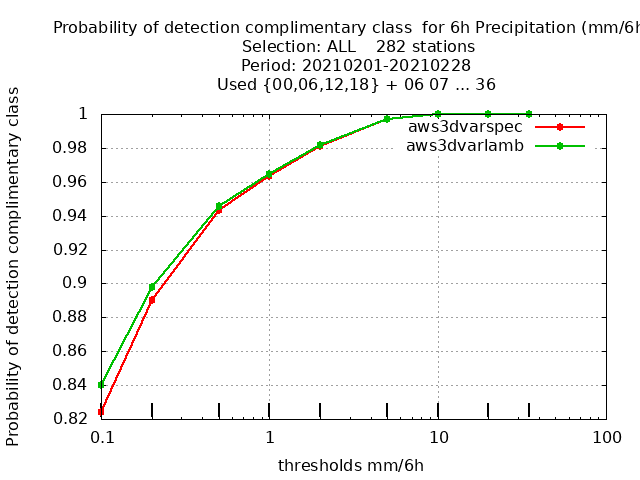 Probability of detection complimentary class  for 6h Precipitation (mm/6h
Selection: ALL    282 stations
Period: 20210201-20210228
Used {00,06,12,18} + 06 07 ... 36
Probability of detection complimentary class
1
0.98
0.96
0.94
0.92
0.9
0.88
0.86
0.84
0.82
aws3dvarspec
aws3dvarlamb
0.1
1
10
100
thresholds mm/6h